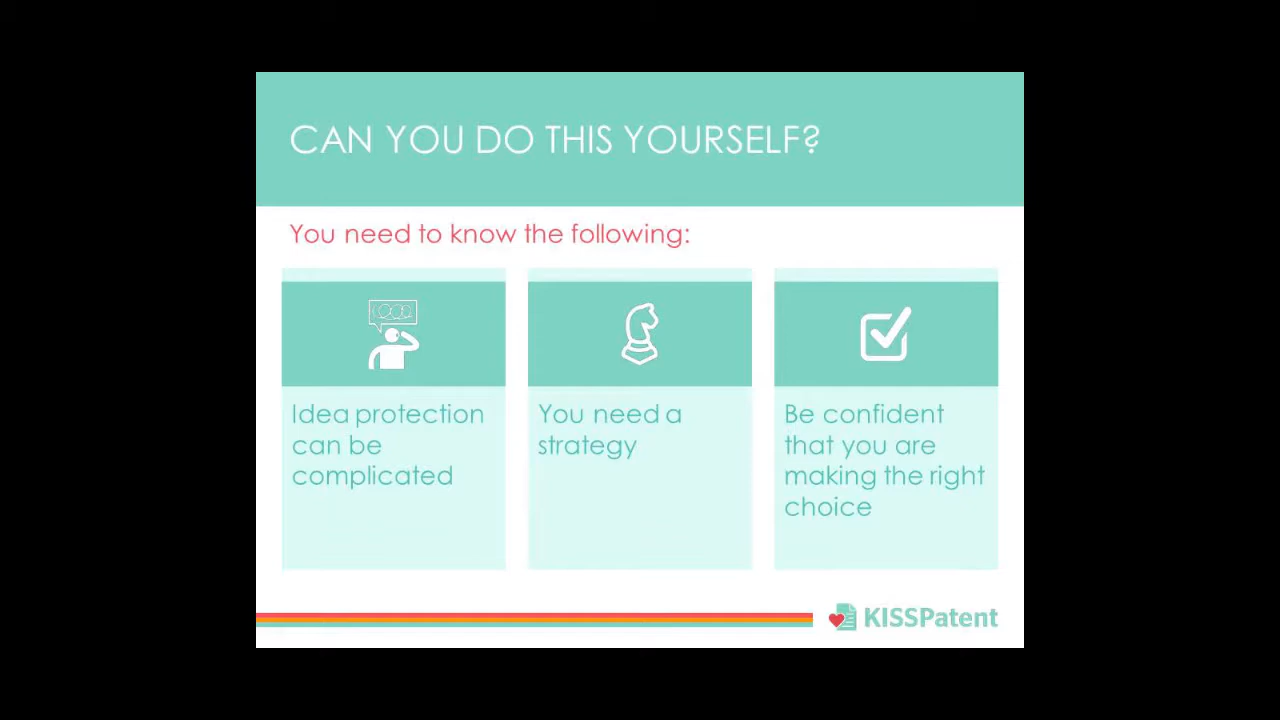 CAN YOU DO THIS YOURSELF?
You need to know the following:
Idea protection
can be
complicated
You need a
strategy
Be confident
that you are
making the right
choice
KISSPatent